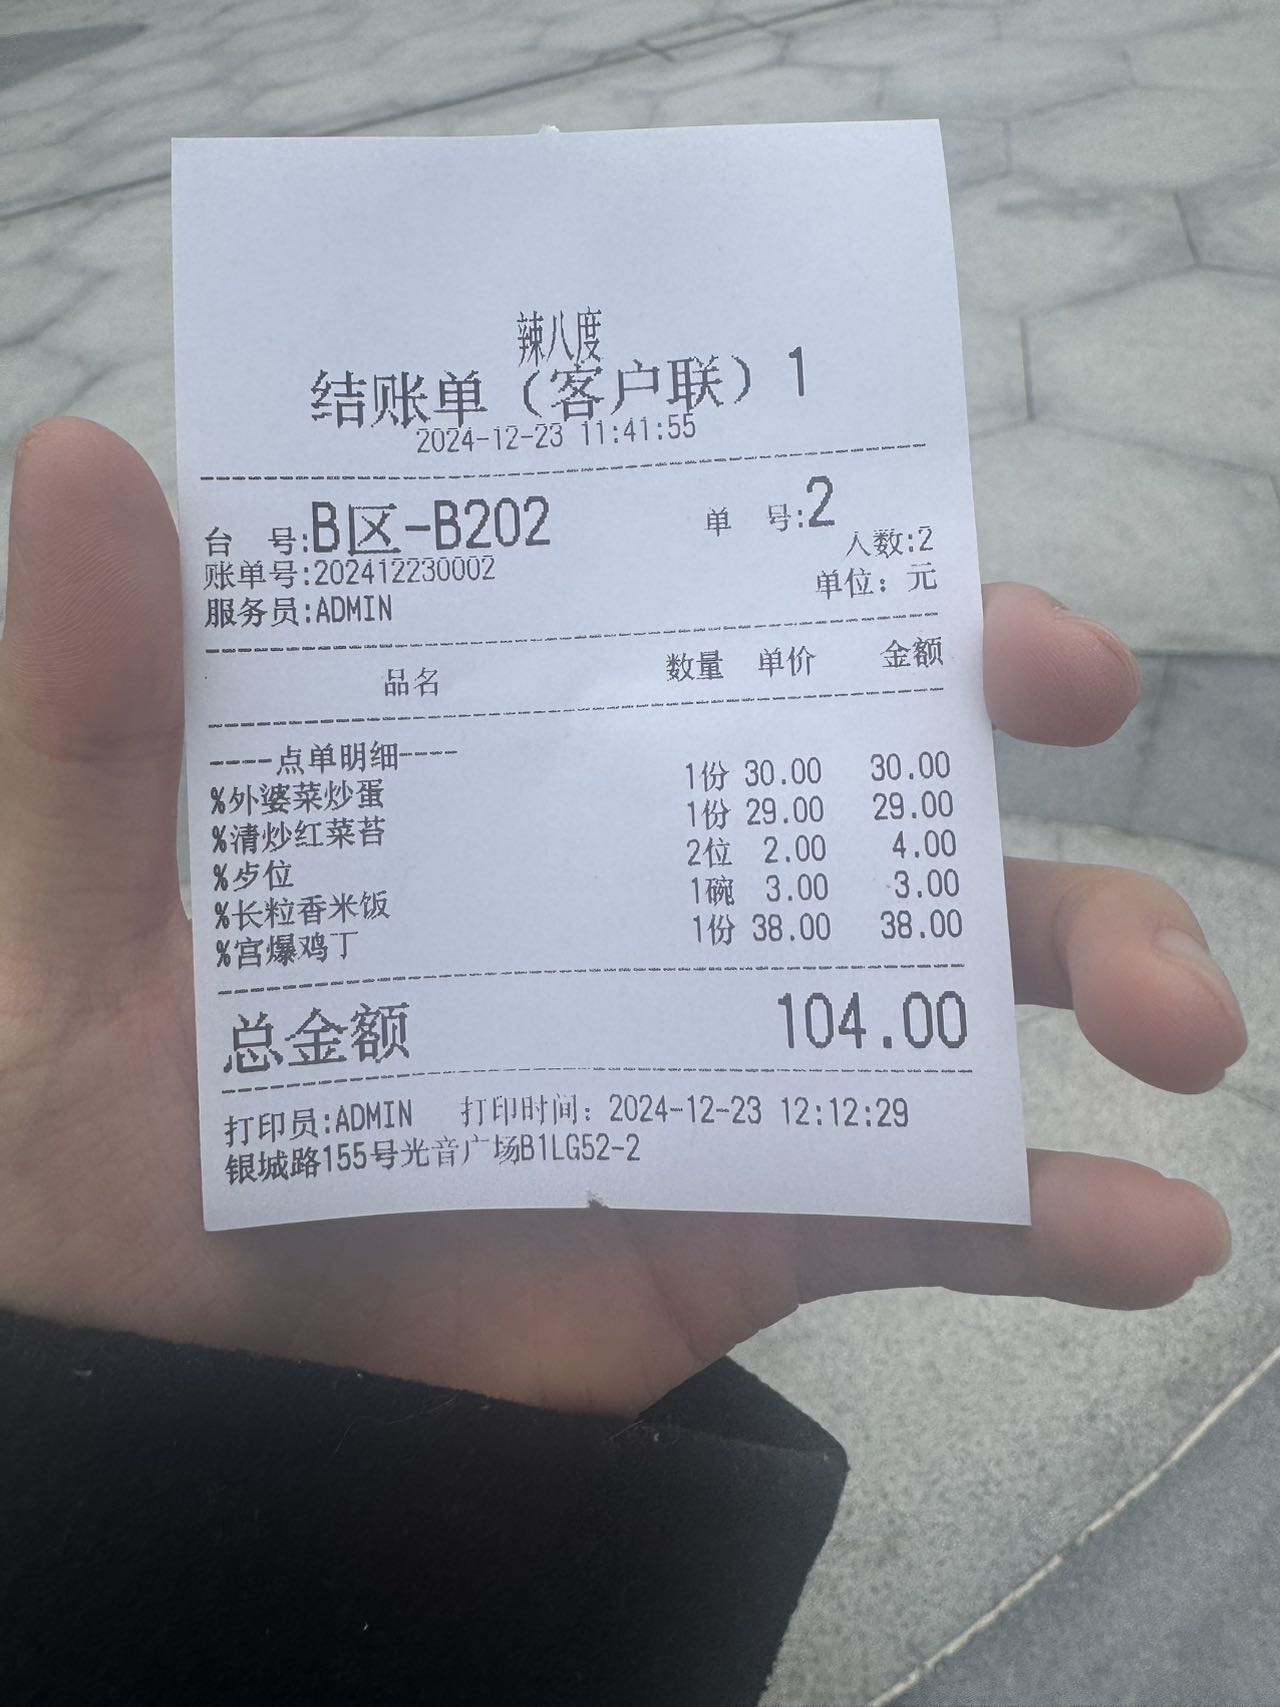 辣八度
结账单（客户联）1
2024-12-23 11:41:55
台 号:B区-B202 单 号:2
账单号:202412230002 人数:2
服务员:ADMIN 单位：元
品名 数量 单价 金额
----点单明细----
%外婆菜炒蛋 1份 30.00 30.00
%清炒红菜苔 1份 29.00 29.00
%歺位 2位 2.00 4.00
%长粒香米饭 1碗 3.00 3.00
%宫爆鸡丁 1份 38.00 38.00
总金额 104.00
打印员:ADMIN 打印时间：2024-12-23 12:12:29
银城路155号光音广场B1LG52-2